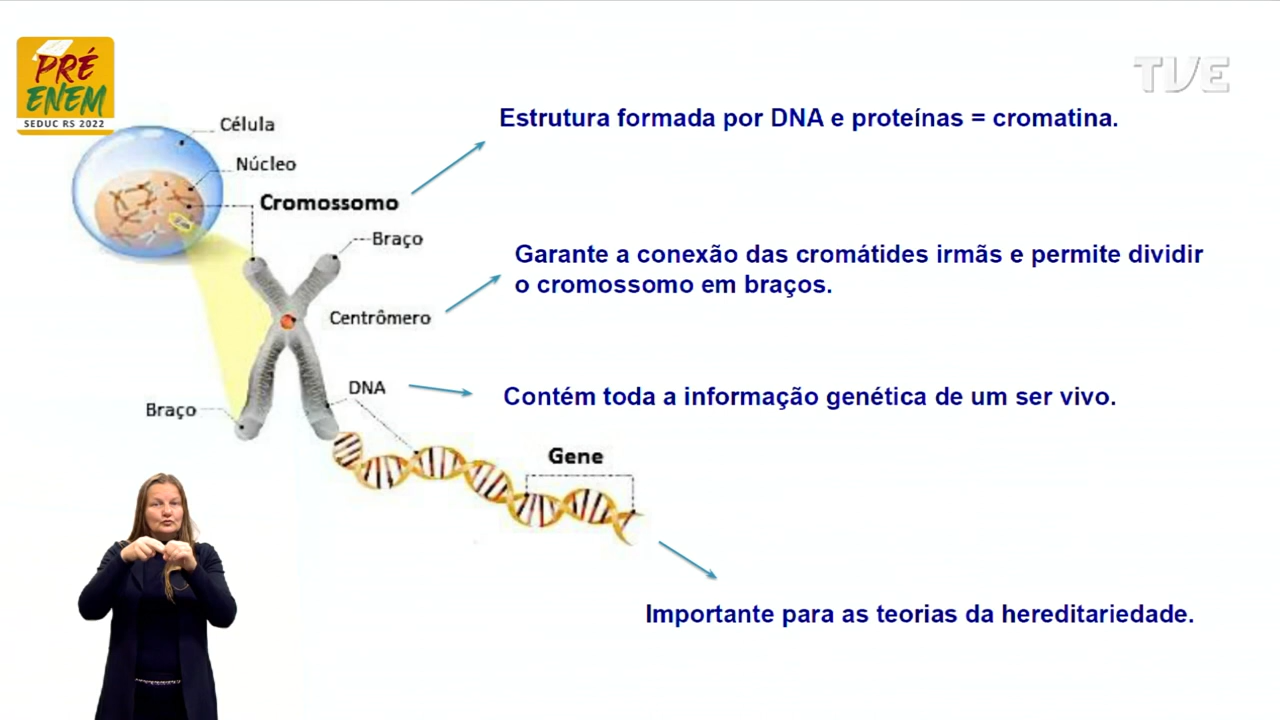 PRÉ
ENEM
SEDUC RS 2022
TVE
Célula
Núcleo
Cromossomo
Estrutura formada por DNA e proteínas = cromatina.
Braço
Centrômero
Garante a conexão das cromátides irmãs e permite dividir
o cromossomo em braços.
DNA
Contém toda a informação genética de um ser vivo.
Braço
Gene
Importante para as teorias da hereditariedade.